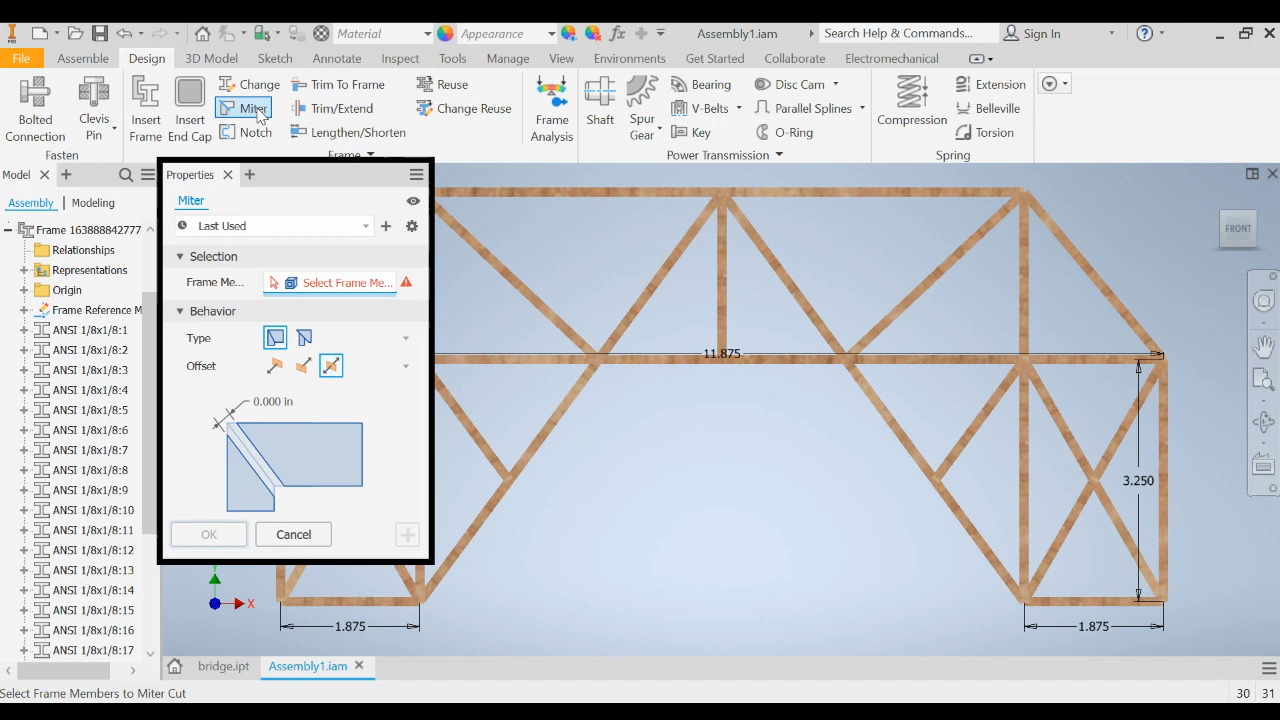 PRO
Material
Appearance
fx
Assembly1.iam
Search Help & Commands...
Sign In
File
Assemble
Design
3D Model
Sketch
Annotate
Inspect
Tools
Manage
View
Environments
Get Started
Collaborate
Electromechanical
Bolted Connection
Clevis Pin
Insert Frame
Insert End Cap
Change
Miter
Notch
Trim To Frame
Trim/Extend
Lengthen/Shorten
Reuse
Change Reuse
Frame Analysis
Shaft
Spur Gear
Bearing
V-Belts
Key
Disc Cam
Parallel Splines
O-Ring
Compression
Extension
Belleville
Torsion
Fasten
Frame
Power Transmission
Spring
Model
Assembly
Modeling
Frame 163888842777
Relationships
Representations
Origin
Frame Reference M
ANSI 1/8x1/8:1
ANSI 1/8x1/8:2
ANSI 1/8x1/8:3
ANSI 1/8x1/8:4
ANSI 1/8x1/8:5
ANSI 1/8x1/8:6
ANSI 1/8x1/8:7
ANSI 1/8x1/8:8
ANSI 1/8x1/8:9
ANSI 1/8x1/8:10
ANSI 1/8x1/8:11
ANSI 1/8x1/8:12
ANSI 1/8x1/8:13
ANSI 1/8x1/8:14
ANSI 1/8x1/8:15
ANSI 1/8x1/8:16
ANSI 1/8x1/8:17
Properties
Miter
Last Used
Selection
Frame Me...
Select Frame Me...
Behavior
Type
Offset
0.000 in
OK
Cancel
FRONT
11.875
3.250
X
1.875
1.875
bridge.ipt
Assembly1.iam
Select Frame Members to Miter Cut
30 31